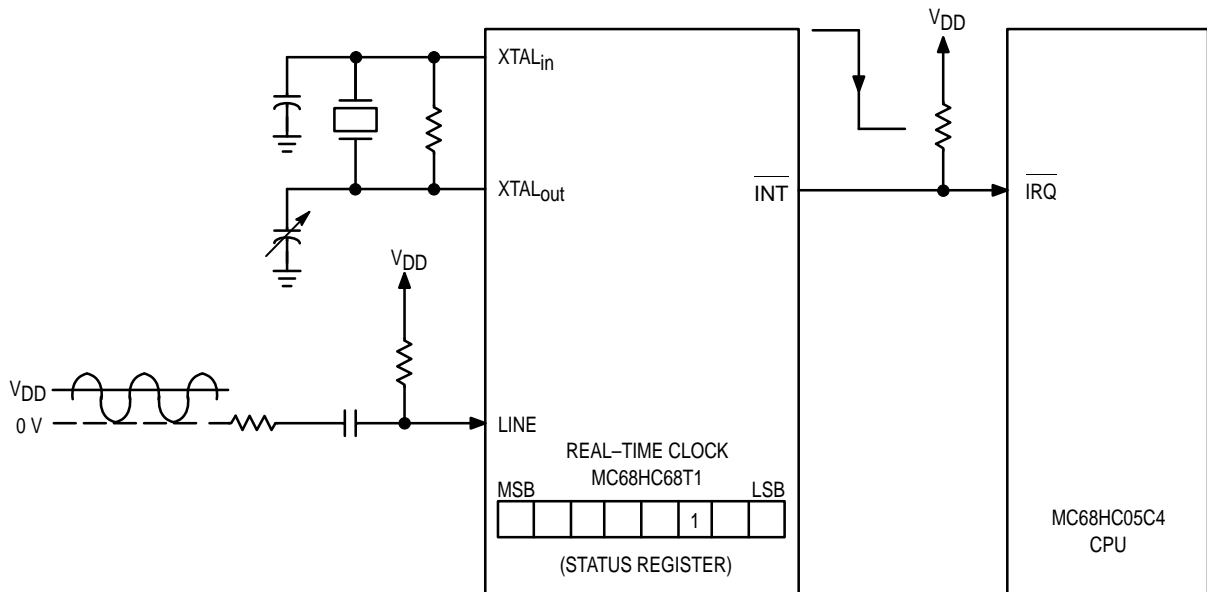 V_DD
XTAL_in
XTAL_out
INT
IRQ
V_DD
V_DD
0 V
LINE
REAL–TIME CLOCK
MC68HC68T1
MSB LSB
1
(STATUS REGISTER)
MC68HC05C4
CPU